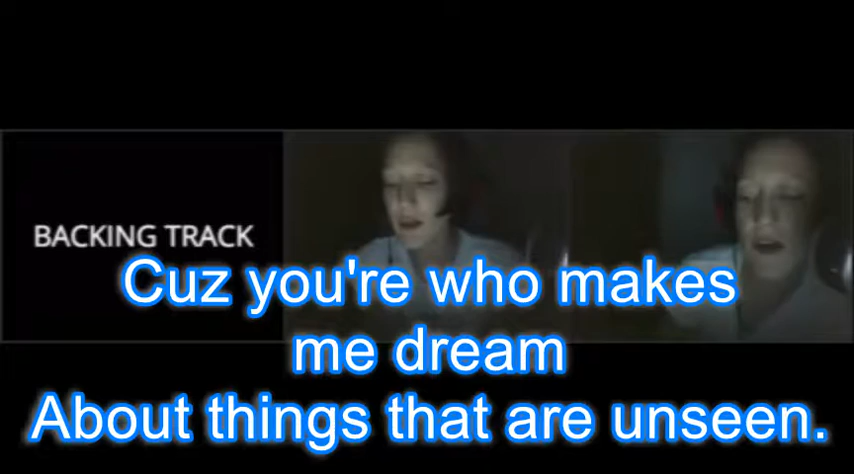 BACKING TRACK
Cuz you're who makes
me dream
About things that are unseen.